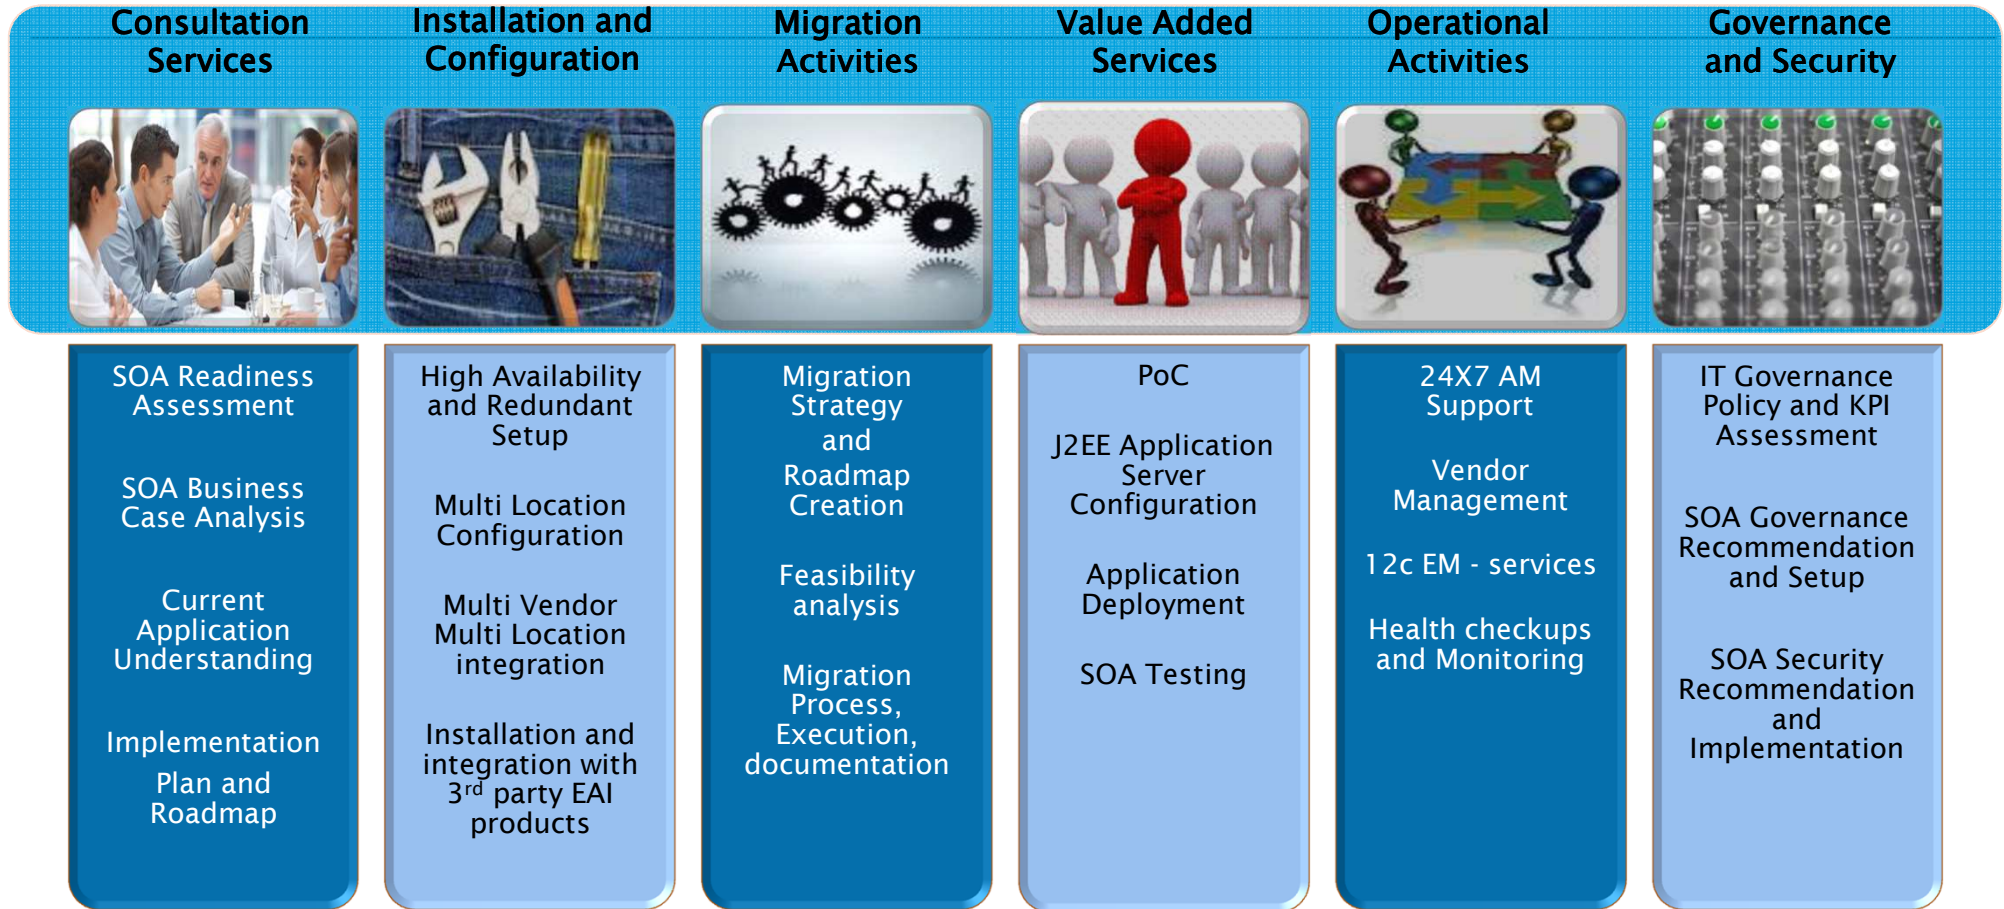 Consultation
Services
Installation and
Configuration
Migration
Activities
Value Added
Services
Operational
Activities
Governance
and Security
SOA Readiness
Assessment
SOA Business
Case Analysis
Current
Application
Understanding
Implementation
Plan and
Roadmap
High Availability
and Redundant
Setup
Multi Location
Configuration
Multi Vendor
Multi Location
integration
Installation and
integration with
3rd party EAI
products
Migration
Strategy
and
Roadmap
Creation
Feasibility
analysis
Migration
Process,
Execution,
documentation
PoC
J2EE Application
Server
Configuration
Application
Deployment
SOA Testing
24X7 AM
Support
Vendor
Management
12c EM - services
Health checkups
and Monitoring
IT Governance
Policy and KPI
Assessment
SOA Governance
Recommendation
and Setup
SOA Security
Recommendation
and
Implementation